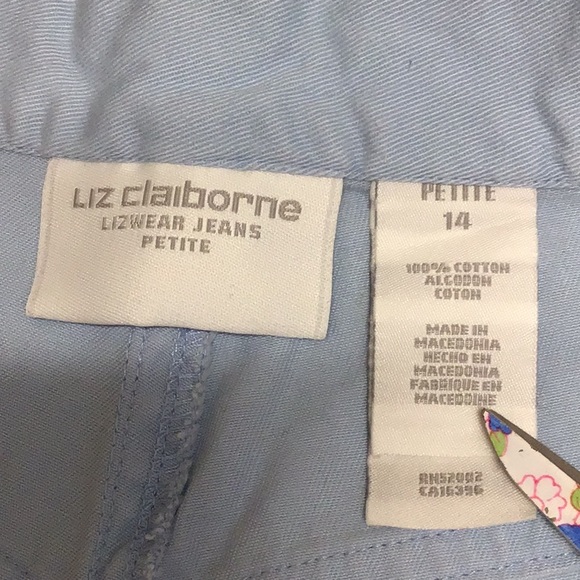 Liz claiborne
LIZWEAR JEANS
PETITE
PETITE
14
100% COTTON
ALGODON
COTON
MADE IN
MACEDONIA
HECHO EN
MACEDONIA
FABRIQUE EN
MACEDOINE
RN52002
CA16396